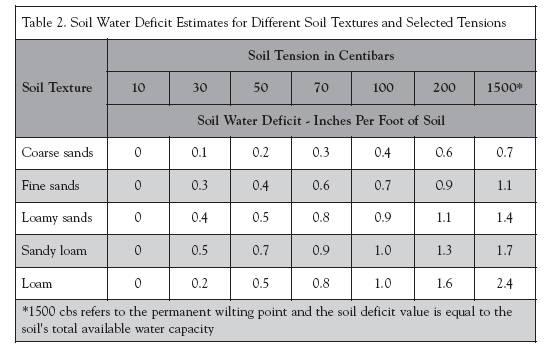 Table 2. Soil Water Deficit Estimates for Different Soil Textures and Selected Tensions
Soil Texture
Soil Tension in Centibars
10 30 50 70 100 200 1500*
Soil Water Deficit - Inches Per Foot of Soil
Coarse sands 0 0.1 0.2 0.3 0.4 0.6 0.7
Fine sands 0 0.3 0.4 0.6 0.7 0.9 1.1
Loamy sands 0 0.4 0.5 0.8 0.9 1.1 1.4
Sandy loam 0 0.5 0.7 0.9 1.0 1.3 1.7
Loam 0 0.2 0.5 0.8 1.0 1.6 2.4
*1500 cbs refers to the permanent wilting point and the soil deficit value is equal to the
soil's total available water capacity